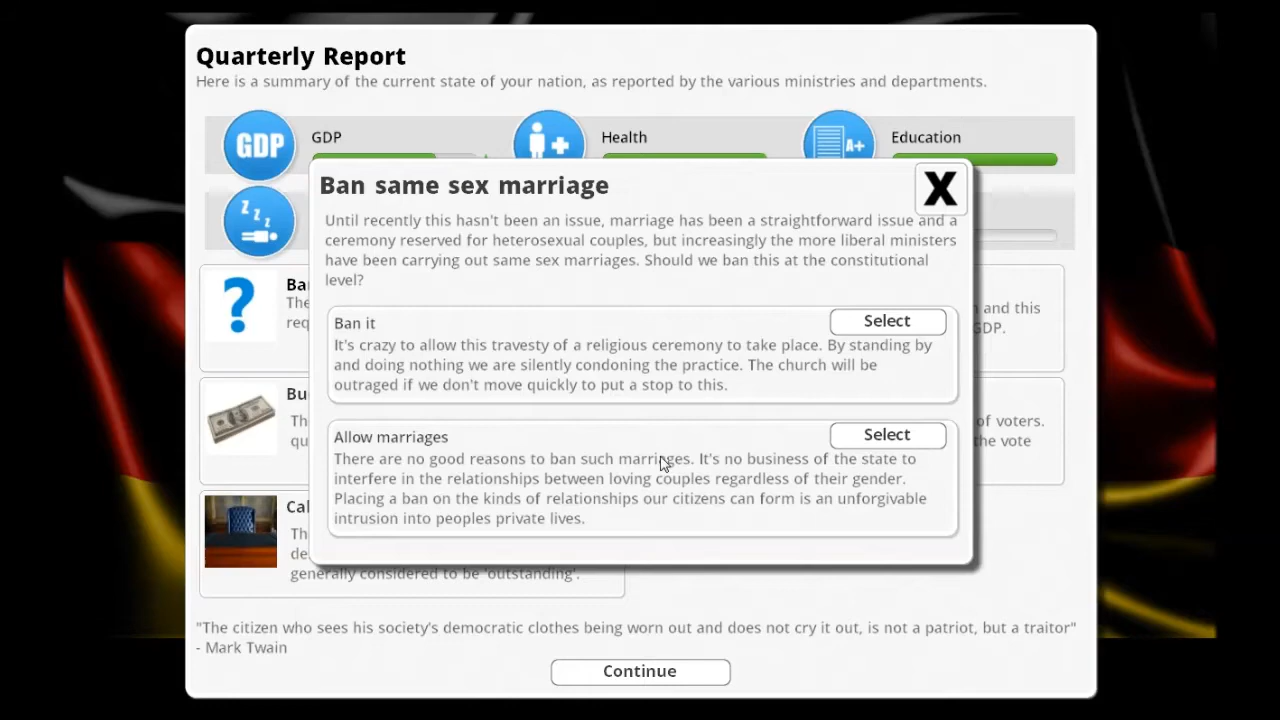 Quarterly Report
Here is a summary of the current state of your nation, as reported by the various ministries and departments.
GDP
GDP
Health
A+
Education
Z Z Z
Ban same sex marriage
X
Until recently this hasn't been an issue, marriage has been a straightforward issue and a
ceremony reserved for heterosexual couples, but increasingly the more liberal ministers
have been carrying out same sex marriages. Should we ban this at the constitutional
level?
Ban it
Select
It's crazy to allow this travesty of a religious ceremony to take place. By standing by
and doing nothing we are silently condoning the practice. The church will be
outraged if we don't move quickly to put a stop to this.
Allow marriages
Select
There are no good reasons to ban such marriages. It's no business of the state to
interfere in the relationships between loving couples regardless of their gender.
Placing a ban on the kinds of relationships our citizens can form is an unforgivable
intrusion into peoples private lives.
?
and this
GDP.
of voters.
the vote
generally considered to be 'outstanding'.
"The citizen who sees his society's democratic clothes being worn out and does not cry it out, is not a patriot, but a traitor"
- Mark Twain
Continue